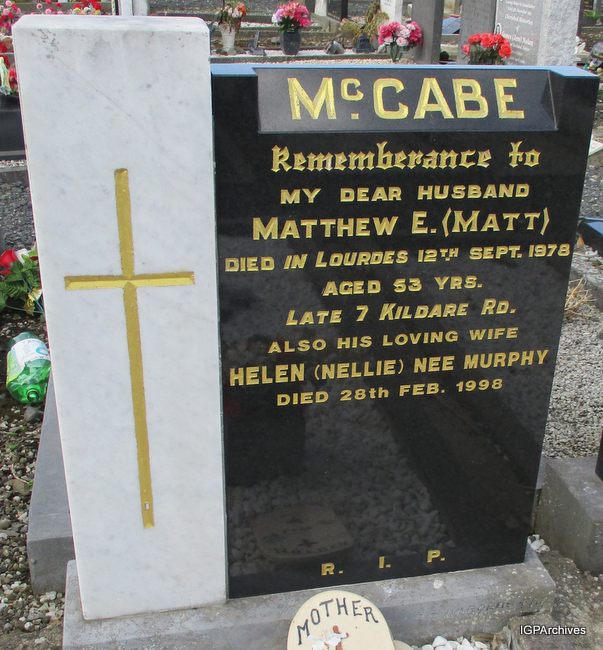 McCABE
Remembrance to
MY DEAR HUSBAND
MATTHEW E. (MATT)
DIED IN LOURDES 12TH SEPT. 1978
AGED 53 YRS.
LATE 7 KILDARE RD.
ALSO HIS LOVING WIFE
HELEN (NELLIE) NEE MURPHY
DIED 28th FEB. 1998
R. I. P.
MOTHER
IGPArchives